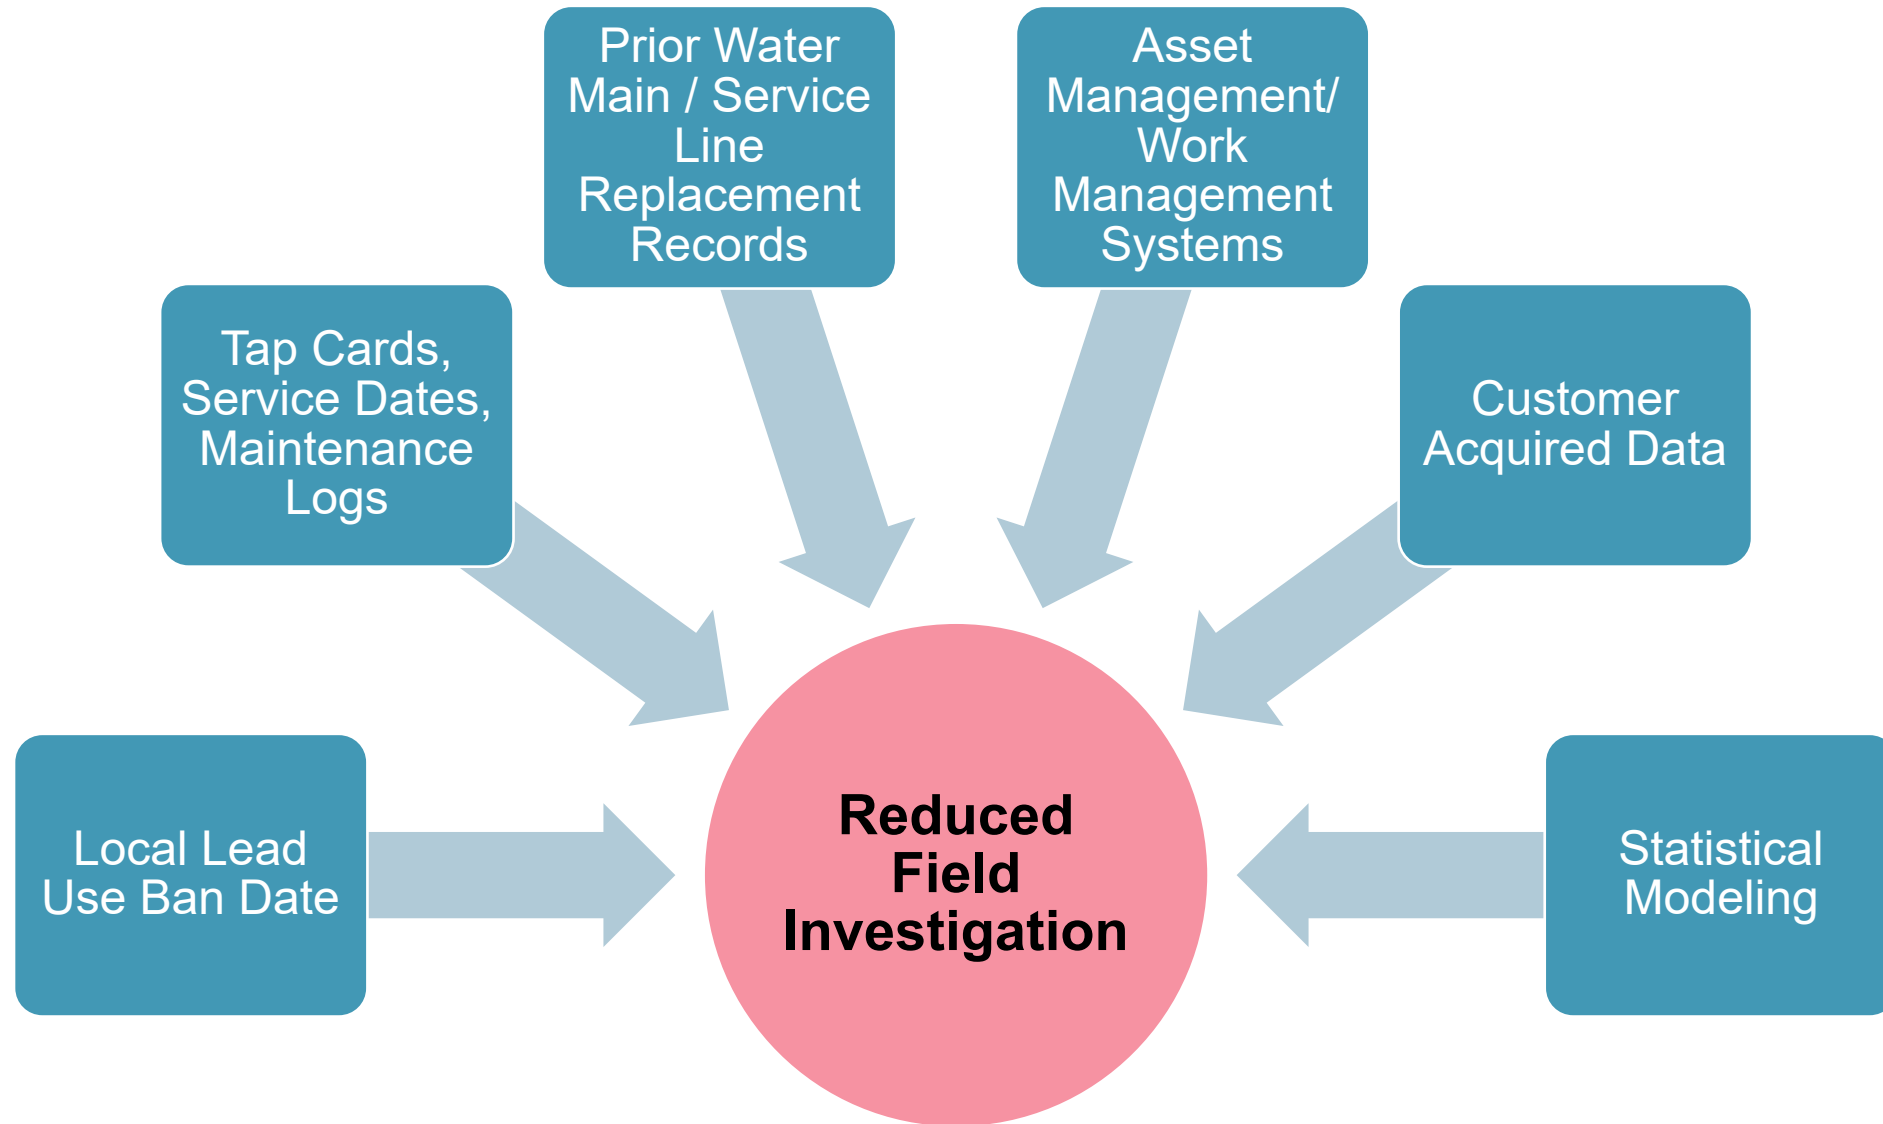 Prior Water
Main / Service
Line
Replacement
Records
Asset
Management/
Work
Management
Systems
Tap Cards,
Service Dates,
Maintenance
Logs
Customer
Acquired Data
Local Lead
Use Ban Date
Reduced
Field
Investigation
Statistical
Modeling